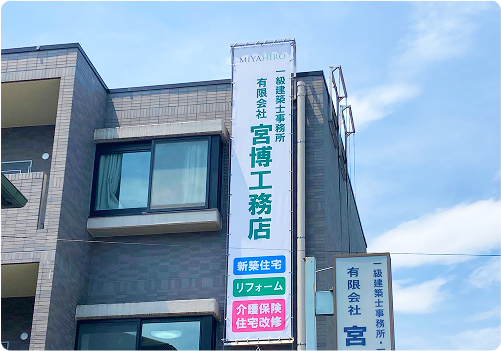 MIYAHIRO
一級建築士事務所
有限会社
宮博工務店
新築住宅
リフォーム
介護保険
住宅改修
一級建築士事務所・二
有限会社
宮